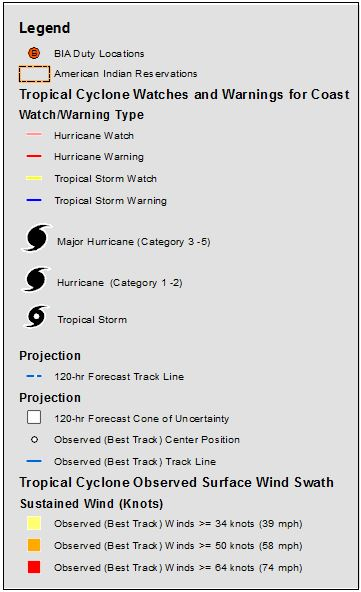 Legend
BIA Duty Locations
American Indian Reservations
Tropical Cyclone Watches and Warnings for Coast
Watch/Warning Type
Hurricane Watch
Hurricane Warning
Tropical Storm Watch
Tropical Storm Warning
Major Hurricane (Category 3 -5)
Hurricane (Category 1 -2)
Tropical Storm
Projection
120-hr Forecast Track Line
Projection
120-hr Forecast Cone of Uncertainty
Observed (Best Track) Center Position
Observed (Best Track) Track Line
Tropical Cyclone Observed Surface Wind Swath
Sustained Wind (Knots)
Observed (Best Track) Winds >= 34 knots (39 mph)
Observed (Best Track) Winds >= 50 knots (58 mph)
Observed (Best Track) Winds >= 64 knots (74 mph)